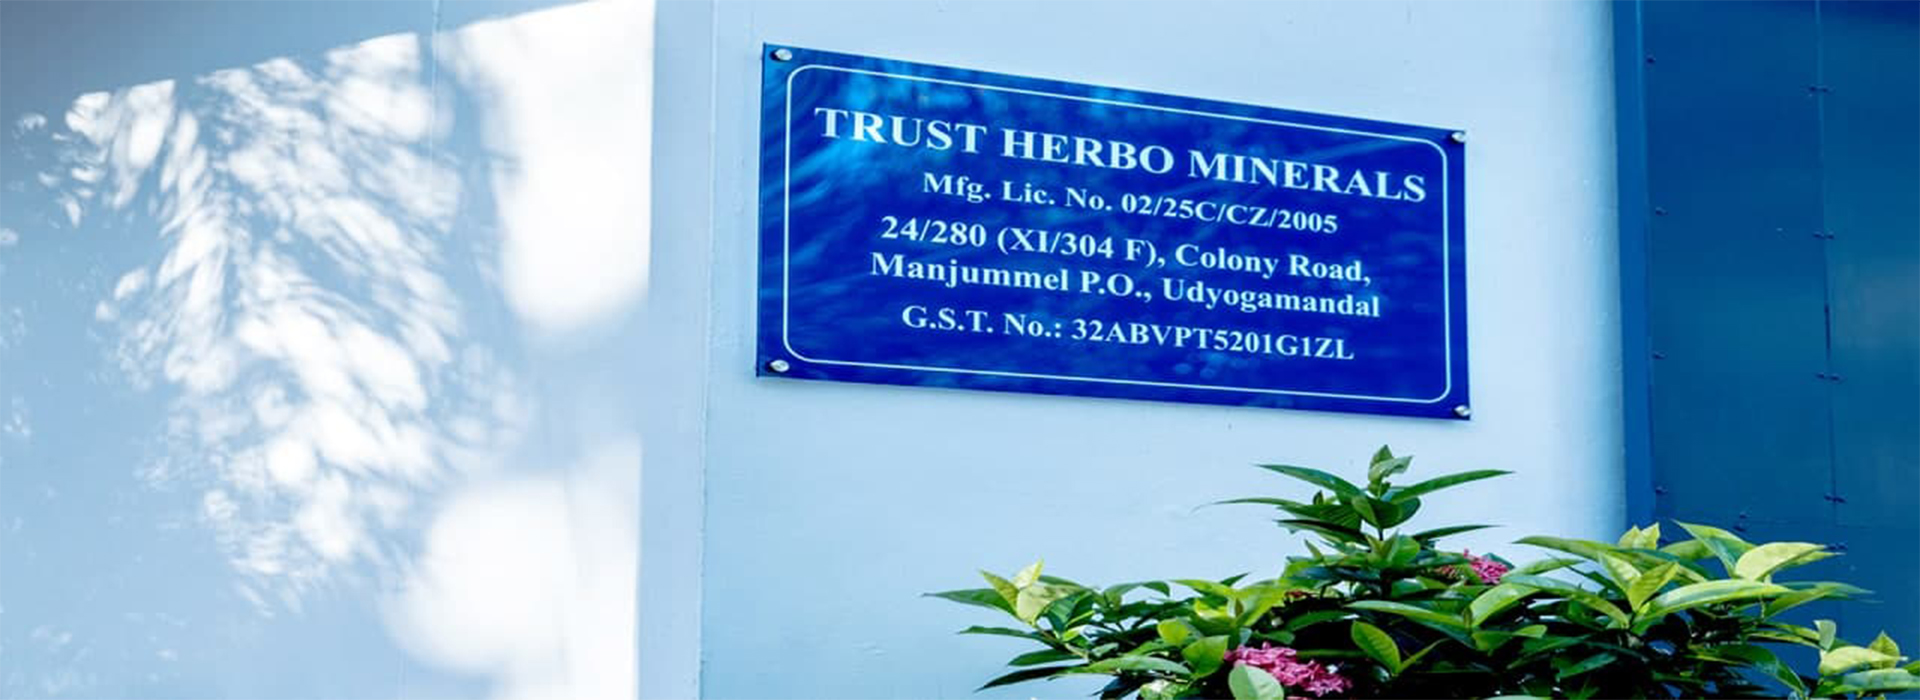 TRUST HERBO MINERALS
Mfg. Lic. No. 02/25C/CZ/2005
24/280 (XI/304 F), Colony Road,
Manjummel P.O., Udyogamandal
G.S.T. No.: 32ABVPT5201G1ZL